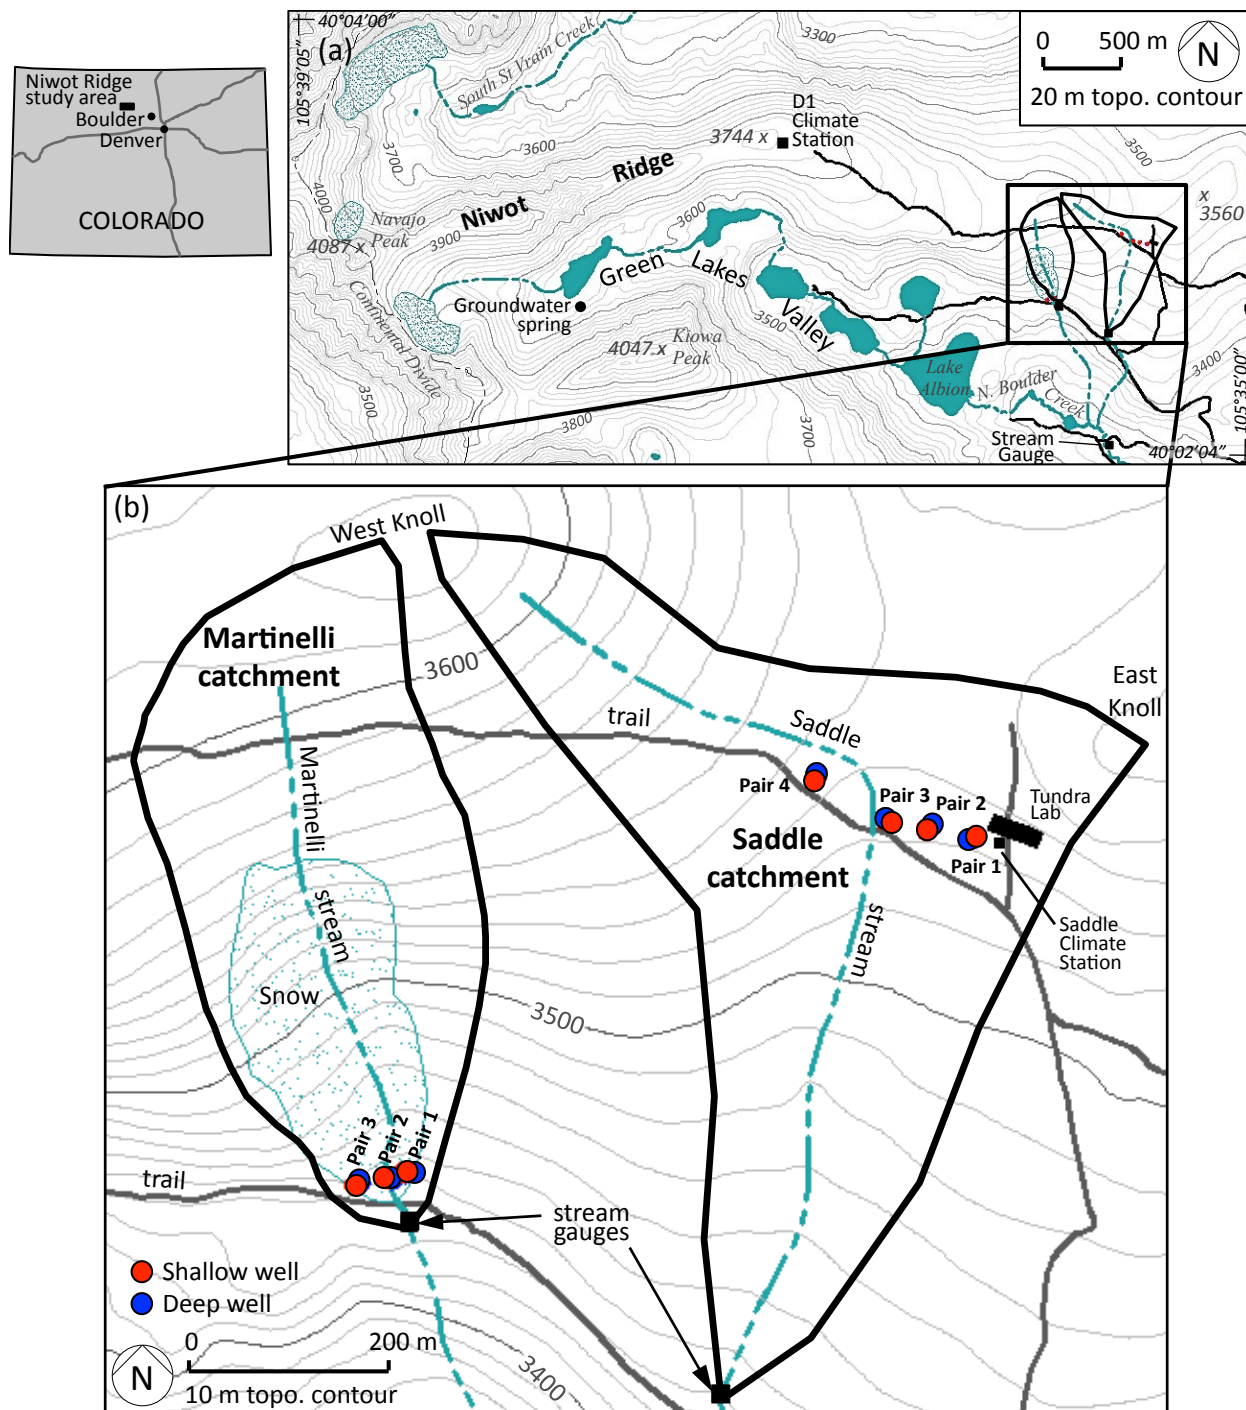 Niwot Ridge
study area
Boulder
Denver
COLORADO
40°04'00"
105°39'05"
(a)
South St Vrain Creek
3300
0 500 m
N
20 m topo. contour
D1
Climate
Station
3744 x
3500
3700
3600
Niwot Ridge
x
3560
4000
Navajo
Peak
4087 x
3900
3600
Green Lakes Valley
Groundwater
spring
Continental Divide
3500
4047 x
Kiowa
Peak
3500
Lake
Albion
N. Boulder Creek
3400
3800
3700
Stream
Gauge
105°35'00"
40°02'04"
(b)
West Knoll
Martinelli
catchment
3600
East
Knoll
trail
Saddle
stream
Martinelli
stream
Pair 4
Pair 3
Pair 2
Pair 1
Tundra
Lab
Saddle
catchment
Saddle
Climate
Station
Snow
3500
Pair 3
Pair 2
Pair 1
trail
stream
gauges
Shallow well
Deep well
0 200 m
N
10 m topo. contour
3400